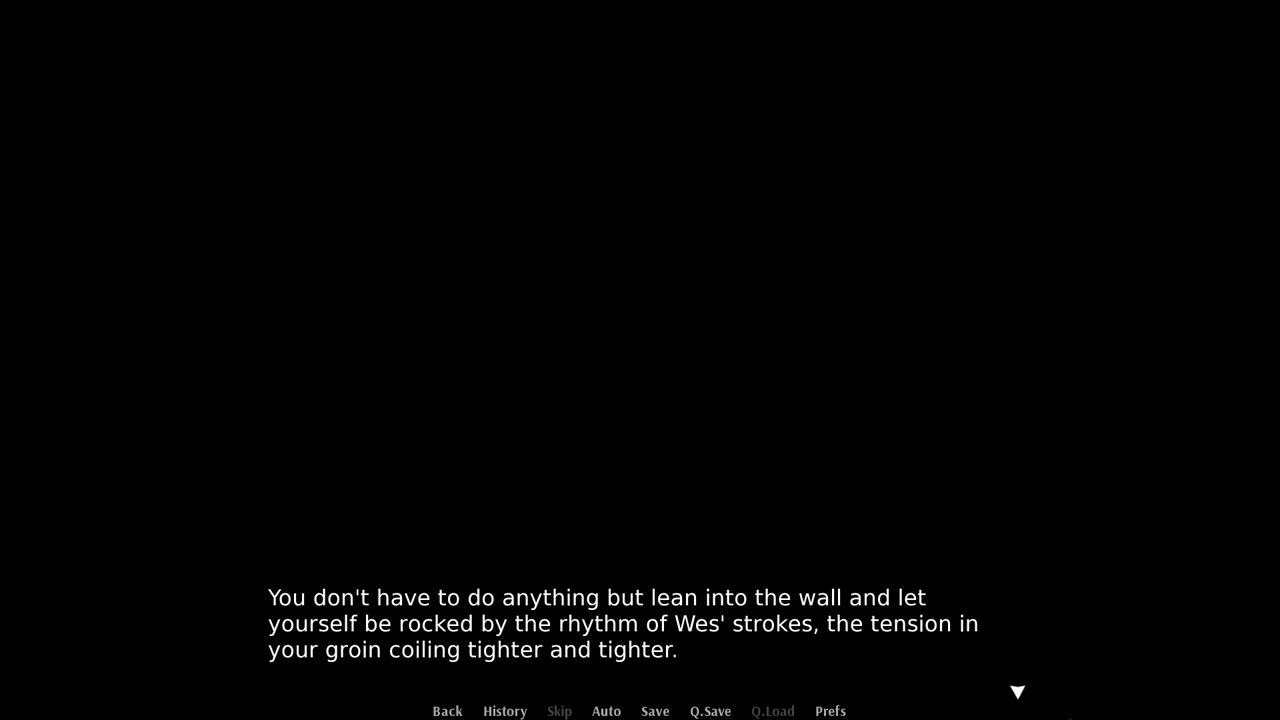 You don't have to do anything but lean into the wall and let
yourself be rocked by the rhythm of Wes' strokes, the tension in
your groin coiling tighter and tighter.
Back History Skip Auto Save Q.Save Q.Load Prefs